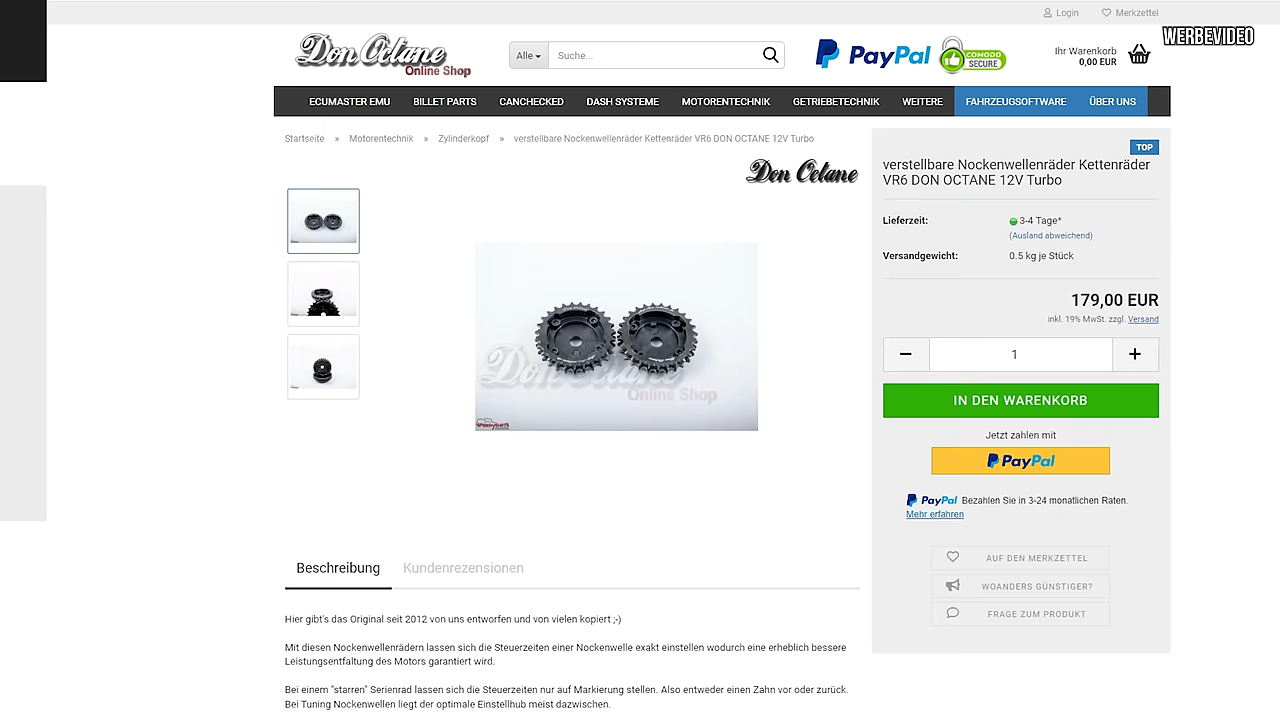 Login
Merkzettel
WERBEVIDEO
Don Octane
Online Shop
Alle
Suche...
PayPal
COMODO
SECURE
Ihr Warenkorb
0,00 EUR
ECUMASTER EMU
BILLET PARTS
CANCHECKED
DASH SYSTEME
MOTORENTECHNIK
GETRIEBETECHNIK
WEITERE
FAHRZEUGSOFTWARE
ÜBER UNS
Startseite » Motorentechnik » Zylinderkopf » verstellbare Nockenwellenräder Kettenräder VR6 DON OCTANE 12V Turbo
Don Octane
Don Octane
Online Shop
TOP
verstellbare Nockenwellenräder Kettenräder
VR6 DON OCTANE 12V Turbo
Lieferzeit:
3-4 Tage*
(Ausland abweichend)
Versandgewicht:
0.5 kg je Stück
179,00 EUR
inkl. 19% MwSt. zzgl. Versand
− 1 +
IN DEN WARENKORB
Jetzt zahlen mit
PayPal
PayPal Bezahlen Sie in 3-24 monatlichen Raten.
Mehr erfahren
AUF DEN MERKZETTEL
WOANDERS GÜNSTIGER?
FRAGE ZUM PRODUKT
Beschreibung
Kundenrezensionen
Hier gibt's das Original seit 2012 von uns entworfen und von vielen kopiert ;-)
Mit diesen Nockenwellenrädern lassen sich die Steuerzeiten einer Nockenwelle exakt einstellen wodurch eine erheblich bessere
Leistungsentfaltung des Motors garantiert wird.
Bei einem "starren" Serienrad lassen sich die Steuerzeiten nur auf Markierung stellen. Also entweder einen Zahn vor oder zurück.
Bei Tuning Nockenwellen liegt der optimale Einstellhub meist dazwischen.